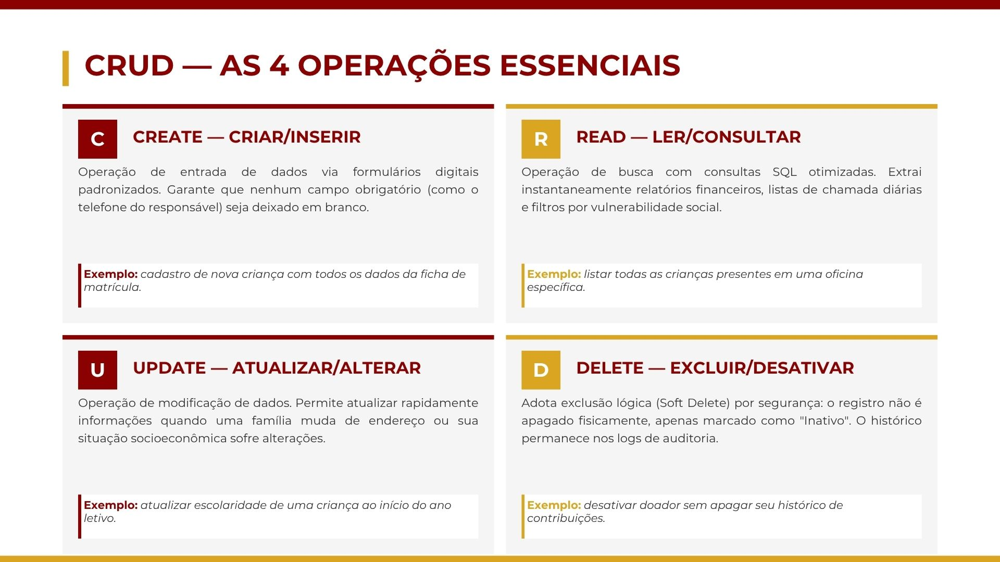 CRUD — AS 4 OPERAÇÕES ESSENCIAIS
C
CREATE — CRIAR/INSERIR
Operação de entrada de dados via formulários digitais
padronizados. Garante que nenhum campo obrigatório (como o
telefone do responsável) seja deixado em branco.
Exemplo: cadastro de nova criança com todos os dados da ficha de
matrícula.
R
READ — LER/CONSULTAR
Operação de busca com consultas SQL otimizadas. Extrai
instantaneamente relatórios financeiros, listas de chamada diárias
e filtros por vulnerabilidade social.
Exemplo: listar todas as crianças presentes em uma oficina
específica.
U
UPDATE — ATUALIZAR/ALTERAR
Operação de modificação de dados. Permite atualizar rapidamente
informações quando uma família muda de endereço ou sua
situação socioeconômica sofre alterações.
Exemplo: atualizar escolaridade de uma criança ao início do ano
letivo.
D
DELETE — EXCLUIR/DESATIVAR
Adota exclusão lógica (Soft Delete) por segurança: o registro não é
apagado fisicamente, apenas marcado como "Inativo". O histórico
permanece nos logs de auditoria.
Exemplo: desativar doador sem apagar seu histórico de
contribuições.